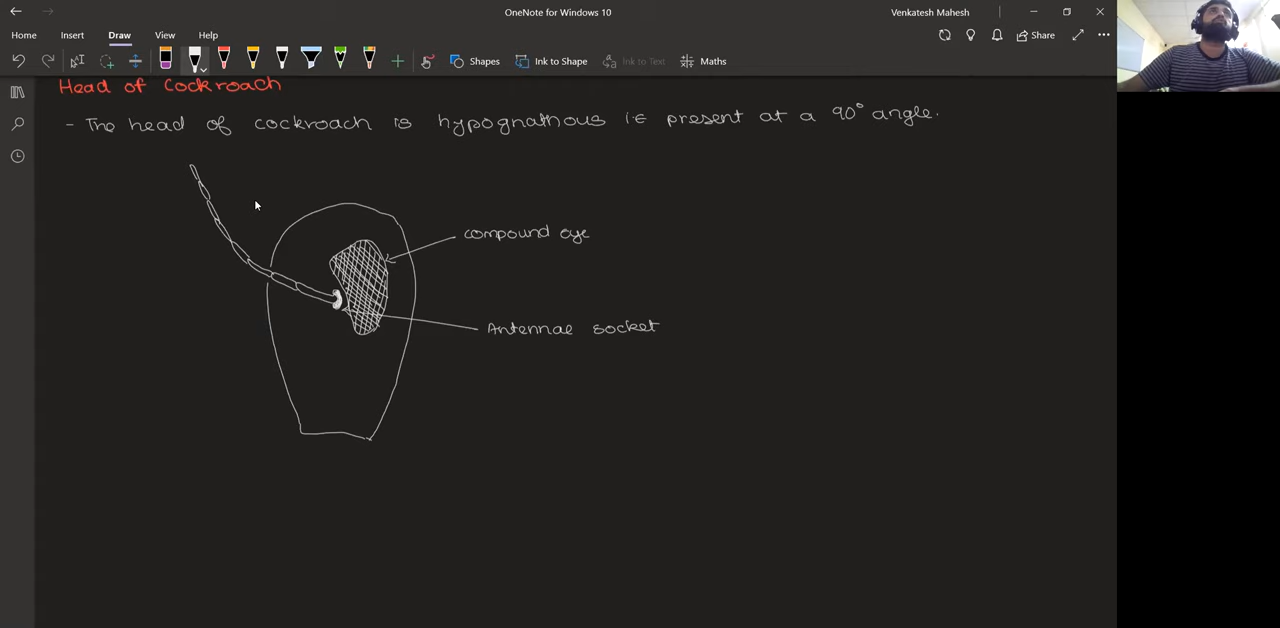 OneNote for Windows 10
Venkatesh Mahesh
Home Insert Draw View Help
Share
Shapes Ink to Shape Ink to Text Maths
Head of Cockroach
- The head of cockroach is hypognathous i.e present at a 90° angle.
compound eye
Antennae socket